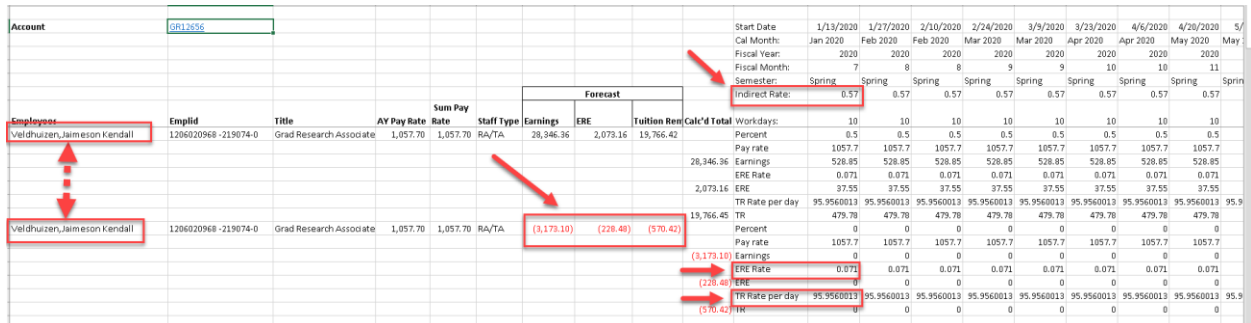 Account GR12656 Start Date 1/13/2020 1/27/2020 2/10/2020 2/24/2020 3/9/2020 3/23/2020 4/6/2020 4/20/2020 5/
Cal Month: Jan 2020 Feb 2020 Feb 2020 Mar 2020 Mar 2020 Apr 2020 Apr 2020 May 2020 May
Fiscal Year: 2020 2020 2020 2020 2020 2020 2020 2020
Fiscal Month: 7 8 8 9 9 10 10 11
Semester: Spring Spring Spring Spring Spring Spring Spring Spring Sprin
Forecast Indirect Rate: 0.57 0.57 0.57 0.57 0.57 0.57 0.57 0.57
Sum Pay
Employees Emplid Title AY Pay Rate Rate Staff Type Earnings ERE Tuition Rem Calc'd Total Workdays: 10 10 10 10 10 10 10 10
Veldhuizen,Jaimeson Kendall 1206020968 -219074-0 Grad Research Associate 1,057.70 1,057.70 RA/TA 28,346.36 2,073.16 19,766.42 Percent 0.5 0.5 0.5 0.5 0.5 0.5 0.5 0.5
Pay rate 1057.7 1057.7 1057.7 1057.7 1057.7 1057.7 1057.7 1057.7
28,346.36 Earnings 528.85 528.85 528.85 528.85 528.85 528.85 528.85 528.85
ERE Rate 0.071 0.071 0.071 0.071 0.071 0.071 0.071 0.071
2,073.16 ERE 37.55 37.55 37.55 37.55 37.55 37.55 37.55 37.55
TR Rate per day 95.9560013 95.9560013 95.9560013 95.9560013 95.9560013 95.9560013 95.9560013 95.9560013 95.9
19,766.45 TR 479.78 479.78 479.78 479.78 479.78 479.78 479.78 479.78
Veldhuizen,Jaimeson Kendall 1206020968 -219074-0 Grad Research Associate 1,057.70 1,057.70 RA/TA (3,173.10) (228.48) (570.42) Percent 0 0 0 0 0 0 0 0
Pay rate 1057.7 1057.7 1057.7 1057.7 1057.7 1057.7 1057.7 1057.7
(3,173.10) Earnings 0 0 0 0 0 0 0 0
ERE Rate 0.071 0.071 0.071 0.071 0.071 0.071 0.071 0.071
(228.48) ERE 0 0 0 0 0 0 0 0
TR Rate per day 95.9560013 95.9560013 95.9560013 95.9560013 95.9560013 95.9560013 95.9560013 95.9560013 95.9
(570.42) TR 0 0 0 0 0 0 0 0